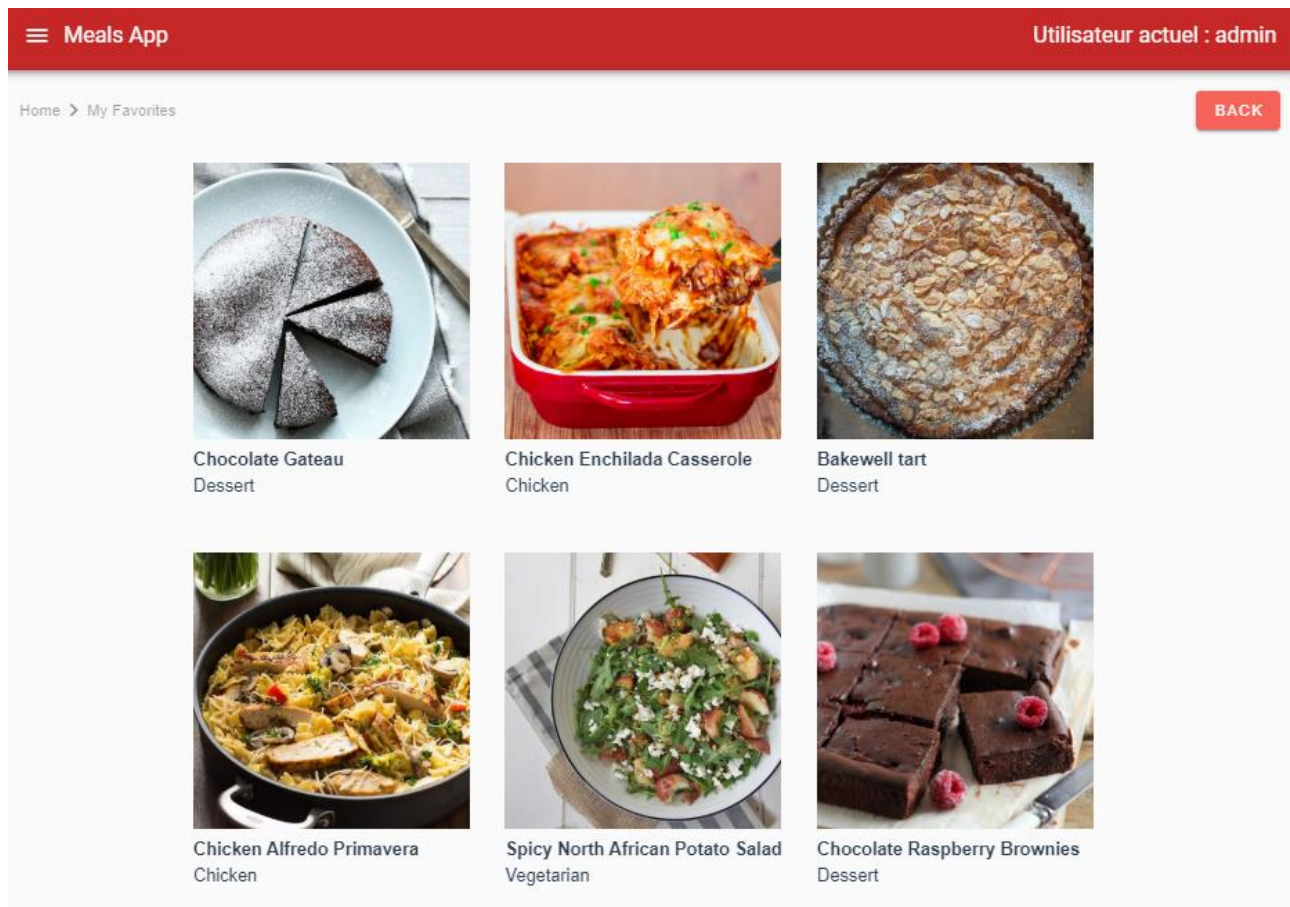 Meals App
Utilisateur actuel : admin
Home > My Favorites
BACK
Chocolate Gateau
Dessert
Chicken Enchilada Casserole
Chicken
Bakewell tart
Dessert
Chicken Alfredo Primavera
Chicken
Spicy North African Potato Salad
Vegetarian
Chocolate Raspberry Brownies
Dessert